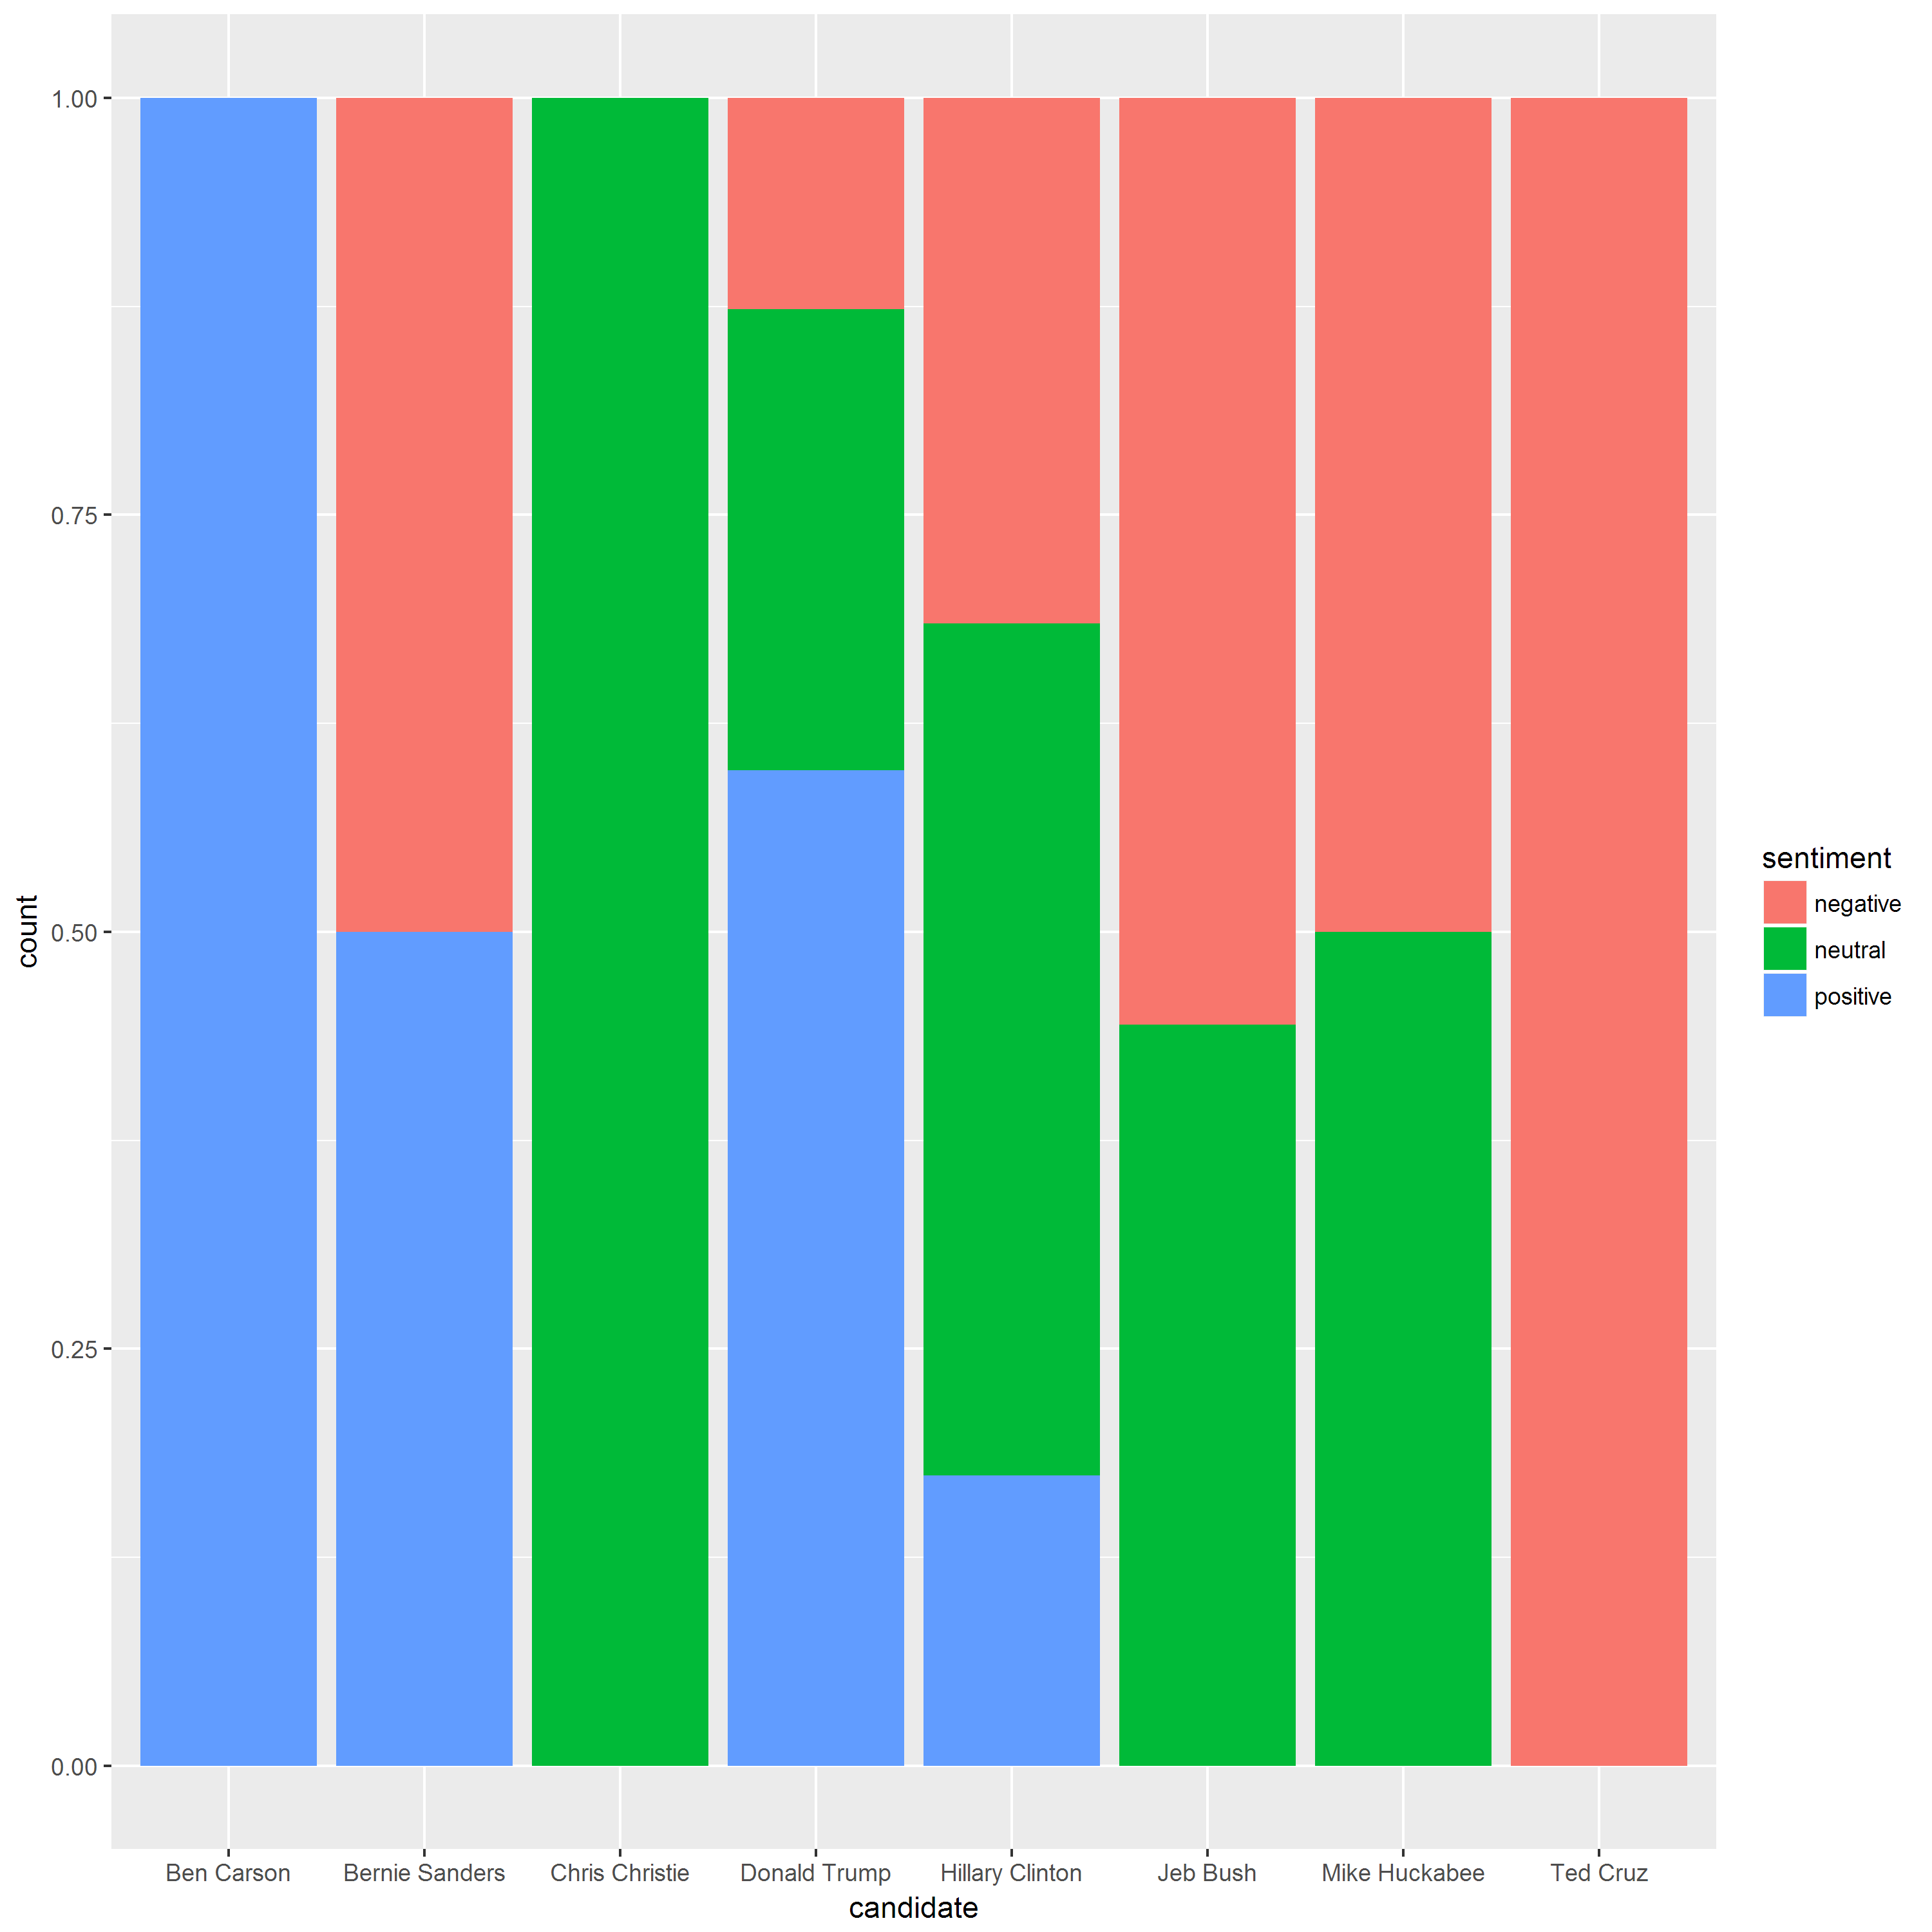 1.00
0.75
0.50
0.25
0.00
count
Ben Carson
Bernie Sanders
Chris Christie
Donald Trump
Hillary Clinton
Jeb Bush
Mike Huckabee
Ted Cruz
candidate
sentiment
negative
neutral
positive